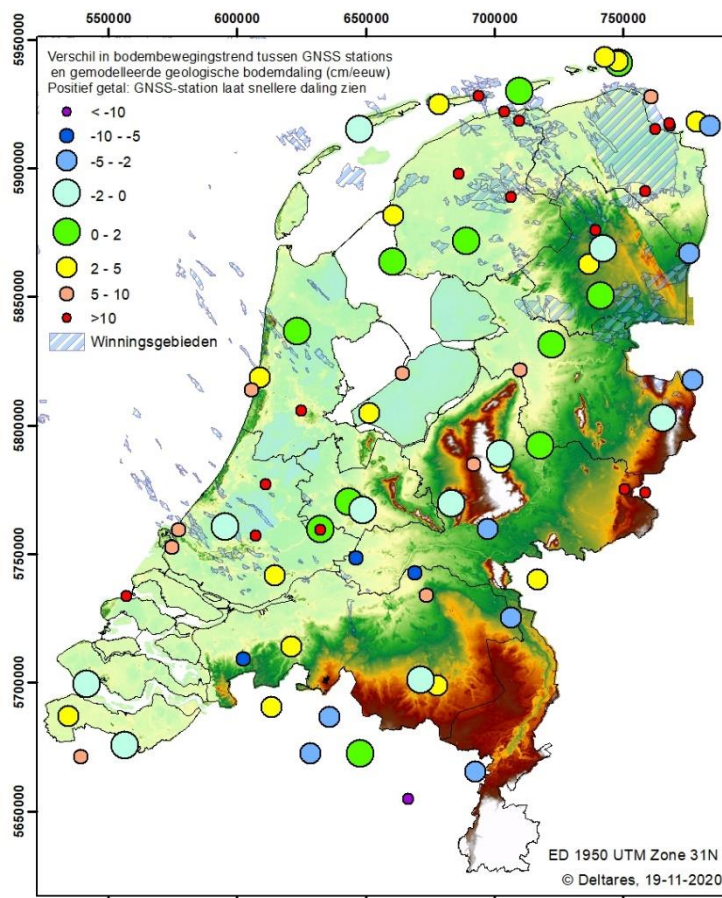 550000 600000 650000 700000 750000
5950000
Verschil in bodembewegingstrend tussen GNSS stations
en gemodelleerde geologische bodemdaling (cm/eeuw)
Positief getal: GNSS-station laat snellere daling zien
< -10
-10 - -5
-5 - -2
-2 - 0
0 - 2
2 - 5
5 - 10
>10
Winningsgebieden
5900000
5850000
5800000
5750000
5700000
5650000
ED 1950 UTM Zone 31N
© Deltares, 19-11-2020